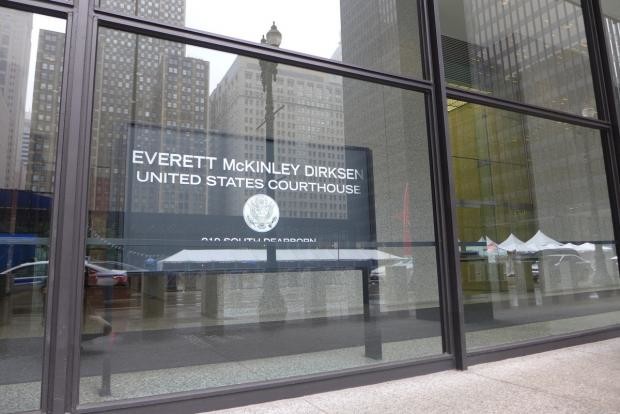 EVERETT McKINLEY DIRKSEN
UNITED STATES COURTHOUSE
219 SOUTH DEARBORN